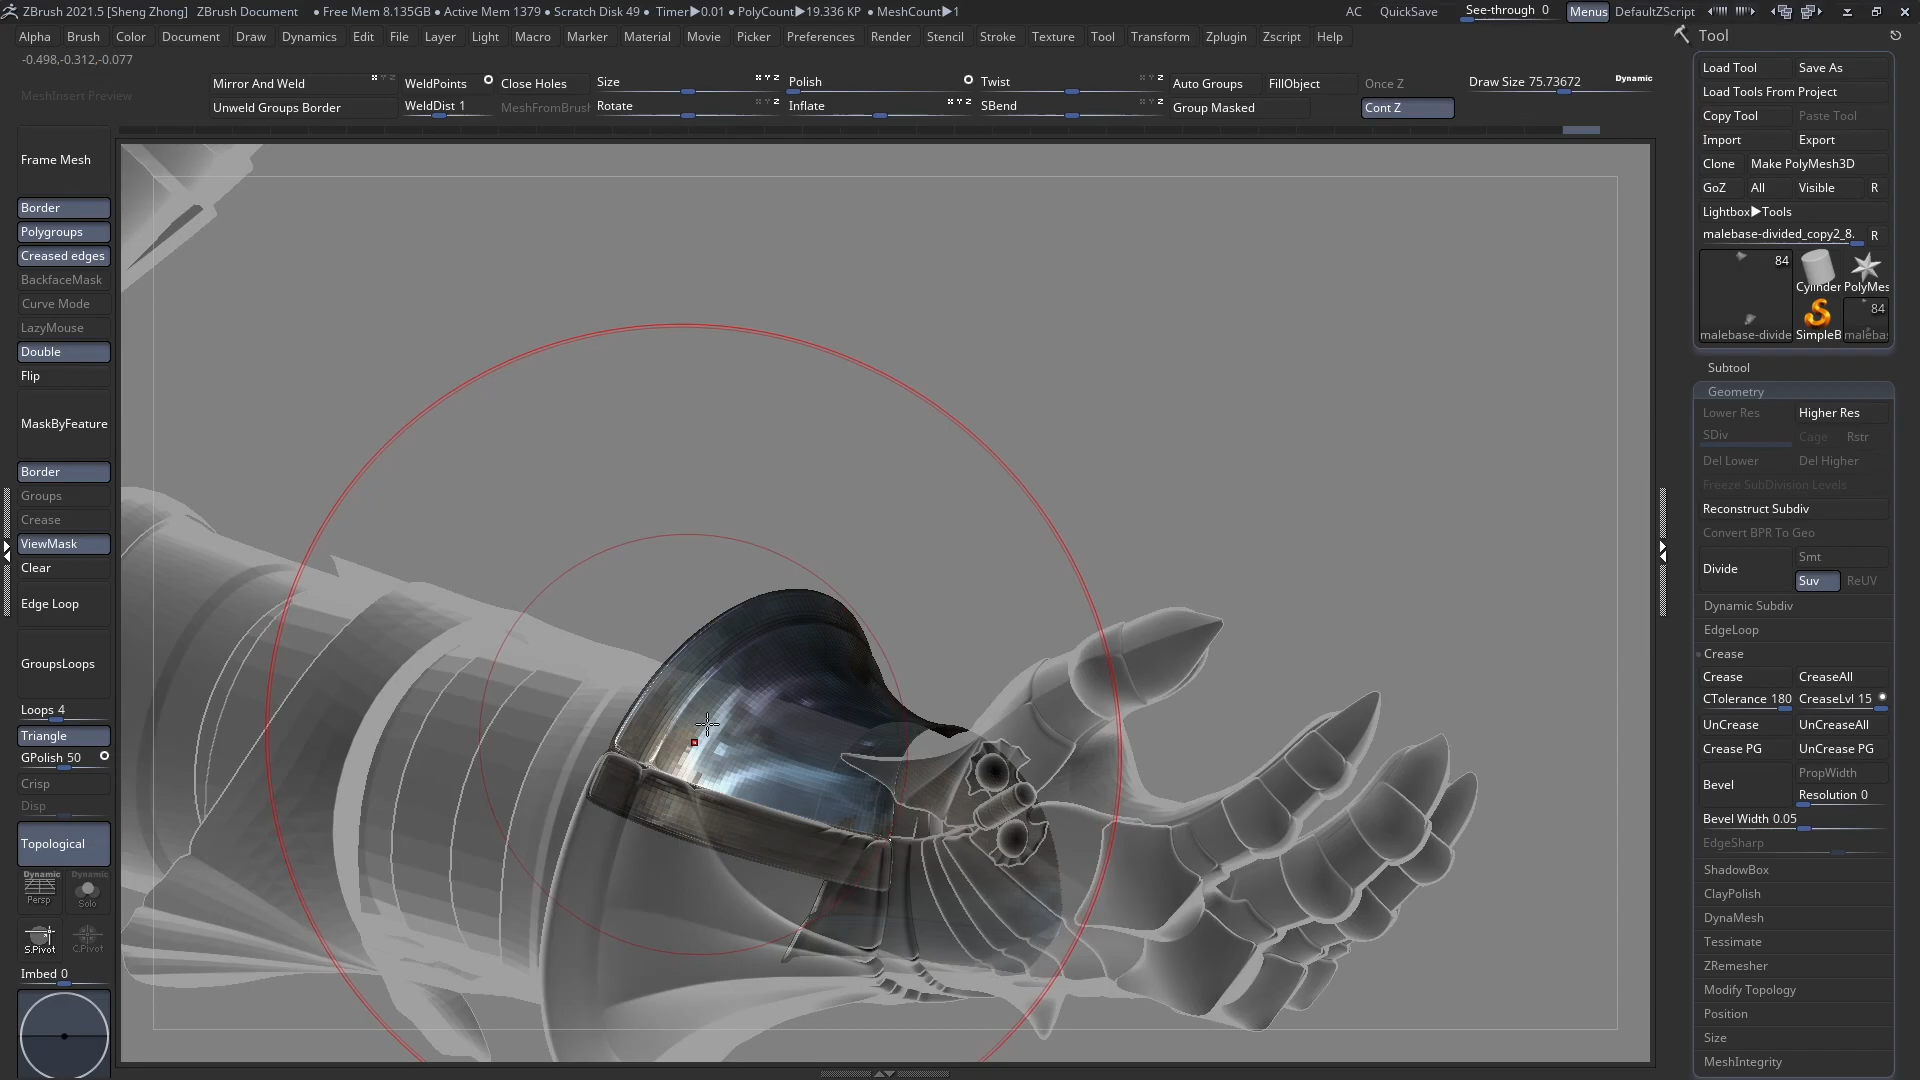 ZBrush 2021.5 [Sheng Zhong] ZBrush Document ● Free Mem 8.135GB ● Active Mem 1379 ● Scratch Disk 49 ● Timer▶0.01 ● PolyCount▶19.336 KP ● MeshCount▶1 AC QuickSave See-through 0 Menus DefaultZScript
Alpha Brush Color Document Draw Dynamics Edit File Layer Light Macro Marker Material Movie Picker Preferences Render Stencil Stroke Texture Tool Transform Zplugin Zscript Help
-0.498,-0.312,-0.077
MeshInsert Preview
Mirror And Weld WeldPoints Close Holes Size Polish Twist Auto Groups FillObject Once Z Draw Size 75.73672 Dynamic
Unweld Groups Border WeldDist 1 MeshFromBrush Rotate Inflate SBend Group Masked Cont Z
Frame Mesh
Border
Polygroups
Creased edges
BackfaceMask
Curve Mode
LazyMouse
Double
Flip
MaskByFeature
Border
Groups
Crease
ViewMask
Clear
Edge Loop
GroupsLoops
Loops 4
Triangle
GPolish 50
Crisp
Disp
Topological
Dynamic Dynamic
Persp Solo
S.Pivot C.Pivot
Imbed 0
Tool
Load Tool Save As
Load Tools From Project
Copy Tool Paste Tool
Import Export
Clone Make PolyMesh3D
GoZ All Visible R
Lightbox▶Tools
malebase-divided_copy2_8. R
84
Cylinder PolyMes
84
malebase-divide SimpleB maleba
Subtool
Geometry
Lower Res Higher Res
SDiv Cage Rstr
Del Lower Del Higher
Freeze SubDivision Levels
Reconstruct Subdiv
Convert BPR To Geo
Divide Smt
Suv ReUV
Dynamic Subdiv
EdgeLoop
Crease
Crease CreaseAll
CTolerance 180 CreaseLvl 15
UnCrease UnCreaseAll
Crease PG UnCrease PG
Bevel PropWidth
Resolution 0
Bevel Width 0.05
EdgeSharp
ShadowBox
ClayPolish
DynaMesh
Tessimate
ZRemesher
Modify Topology
Position
Size
MeshIntegrity